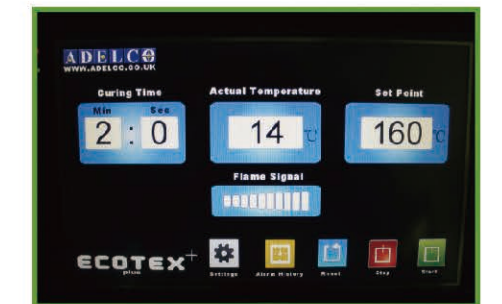 ADELCO
WWW.ADELCO.CO.UK
Curing Time
Min Sec
2 : 0
Actual Temperature
14 °C
Set Point
160 °C
Flame Signal
ECOTEX+
plus
Settings
Alarm History
Reset
Stop
Start